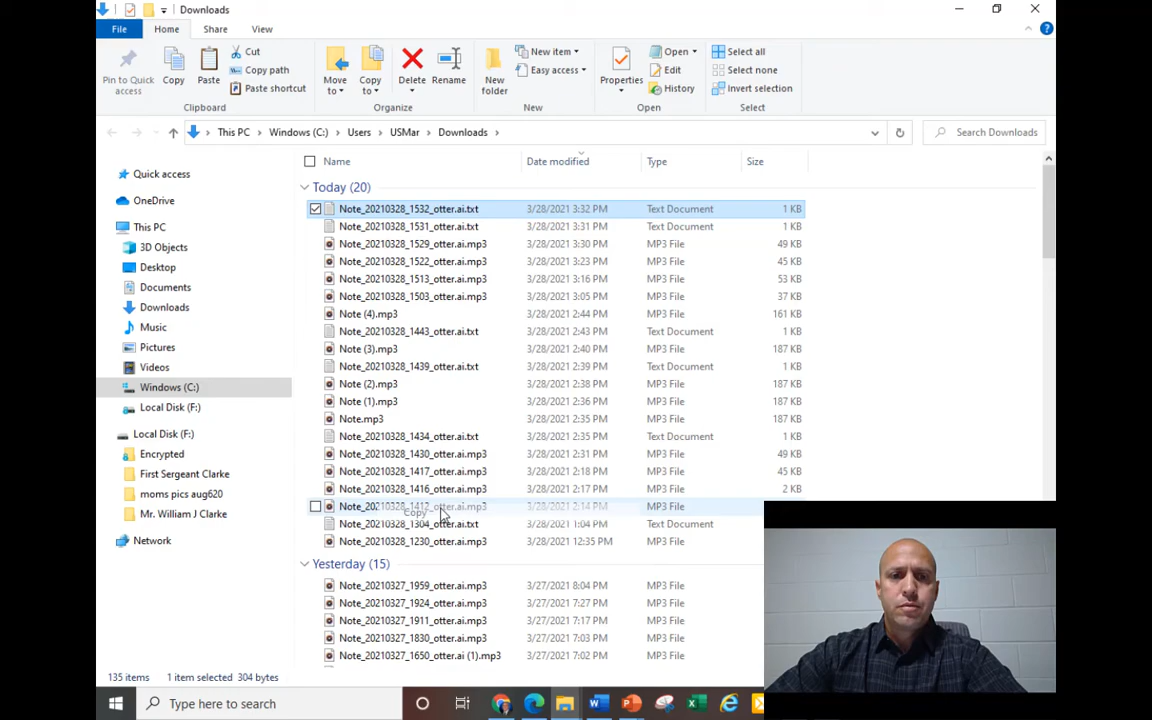 Downloads
File Home Share View
Pin to Quick access
Copy
Paste
Cut
Copy path
Paste shortcut
Clipboard
Move to
Copy to
Delete
Rename
Organize
New folder
New item
Easy access
New
Properties
Open
Edit
History
Open
Select all
Select none
Invert selection
Select
This PC Windows (C:) Users USMar Downloads
Search Downloads
Quick access
OneDrive
This PC
3D Objects
Desktop
Documents
Downloads
Music
Pictures
Videos
Windows (C:)
Local Disk (F:)
Local Disk (F:)
Encrypted
First Sergeant Clarke
moms pics aug620
Mr. William J Clarke
Network
Name Date modified Type Size
Today (20)
Note_20210328_1532_otter.ai.txt 3/28/2021 3:32 PM Text Document 1 KB
Note_20210328_1531_otter.ai.txt 3/28/2021 3:31 PM Text Document 1 KB
Note_20210328_1529_otter.ai.mp3 3/28/2021 3:30 PM MP3 File 49 KB
Note_20210328_1522_otter.ai.mp3 3/28/2021 3:23 PM MP3 File 45 KB
Note_20210328_1513_otter.ai.mp3 3/28/2021 3:16 PM MP3 File 53 KB
Note_20210328_1503_otter.ai.mp3 3/28/2021 3:05 PM MP3 File 37 KB
Note (4).mp3 3/28/2021 2:44 PM MP3 File 161 KB
Note_20210328_1443_otter.ai.txt 3/28/2021 2:43 PM Text Document 1 KB
Note (3).mp3 3/28/2021 2:40 PM MP3 File 187 KB
Note_20210328_1439_otter.ai.txt 3/28/2021 2:39 PM Text Document 1 KB
Note (2).mp3 3/28/2021 2:38 PM MP3 File 187 KB
Note (1).mp3 3/28/2021 2:36 PM MP3 File 187 KB
Note.mp3 3/28/2021 2:35 PM MP3 File 187 KB
Note_20210328_1434_otter.ai.txt 3/28/2021 2:35 PM Text Document 1 KB
Note_20210328_1430_otter.ai.mp3 3/28/2021 2:31 PM MP3 File 49 KB
Note_20210328_1417_otter.ai.mp3 3/28/2021 2:18 PM MP3 File 45 KB
Note_20210328_1416_otter.ai.mp3 3/28/2021 2:17 PM MP3 File 2 KB
Note_20210328_1412_otter.ai.mp3 3/28/2021 2:14 PM MP3 File
Copy
Note_20210328_1304_otter.ai.txt 3/28/2021 1:04 PM Text Document
Note_20210328_1230_otter.ai.mp3 3/28/2021 12:35 PM MP3 File
Yesterday (15)
Note_20210327_1959_otter.ai.mp3 3/27/2021 8:04 PM MP3 File
Note_20210327_1924_otter.ai.mp3 3/27/2021 7:27 PM MP3 File
Note_20210327_1911_otter.ai.mp3 3/27/2021 7:17 PM MP3 File
Note_20210327_1830_otter.ai.mp3 3/27/2021 7:03 PM MP3 File
Note_20210327_1650_otter.ai (1).mp3 3/27/2021 7:02 PM MP3 File
135 items 1 item selected 304 bytes
Type here to search